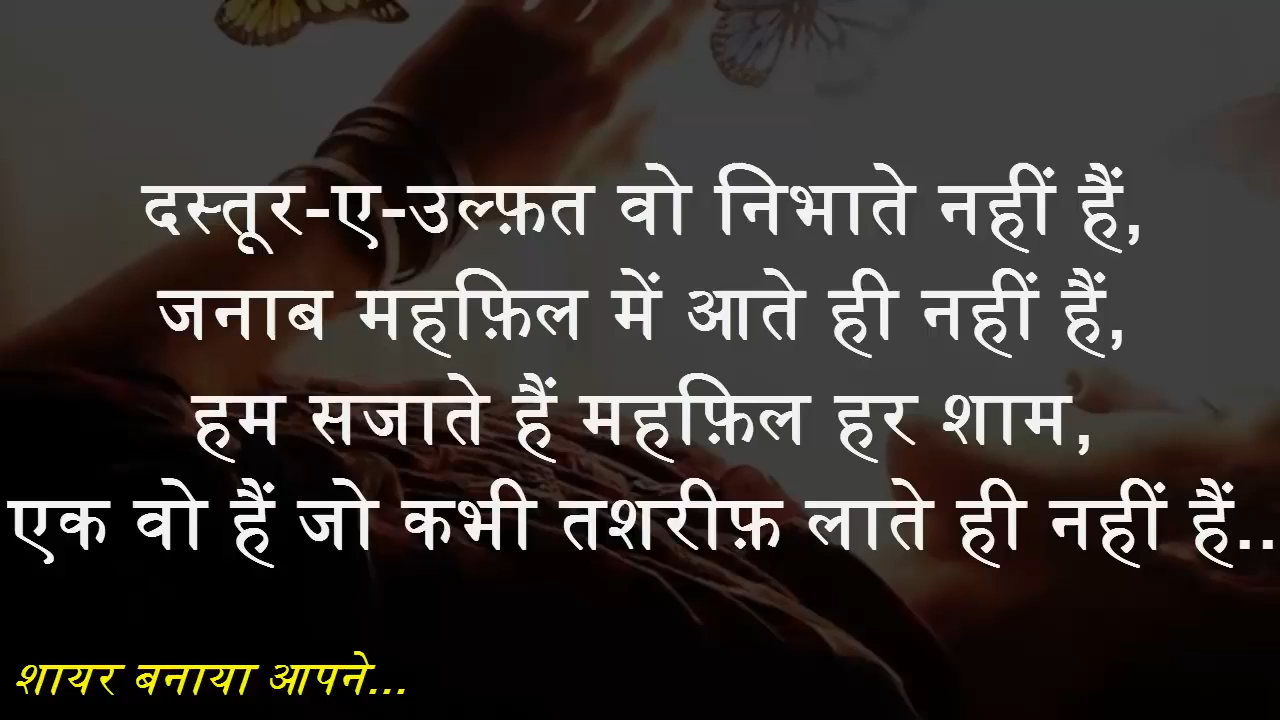 दस्तूर-ए-उल्फ़त वो निभाते नहीं हैं,
जनाब महफ़िल में आते ही नहीं हैं,
हम सजाते हैं महफ़िल हर शाम,
एक वो हैं जो कभी तशरीफ़ लाते ही नहीं हैं..
शायर बनाया आपने...